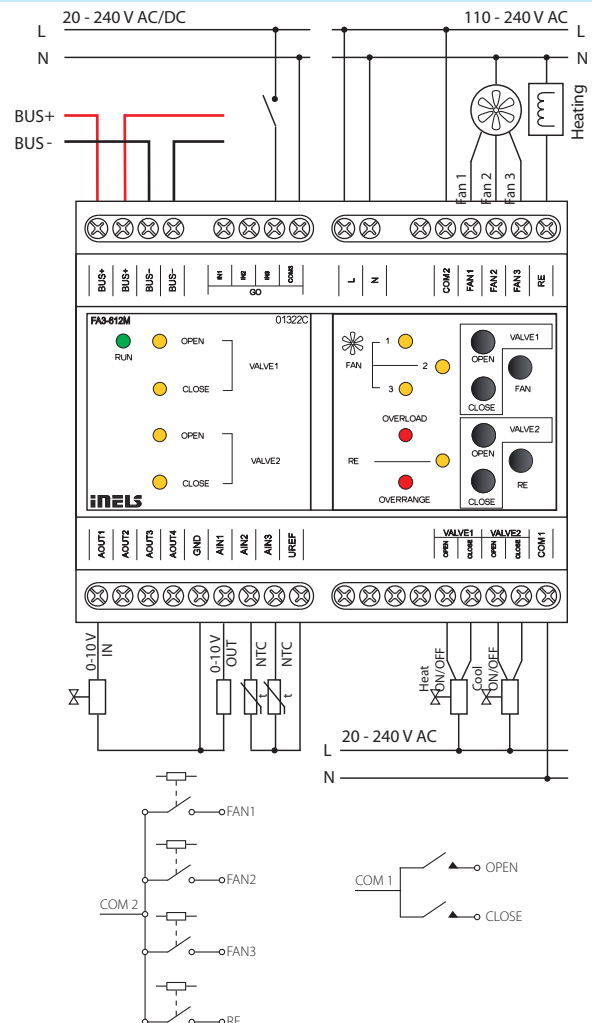 20 - 240 V AC/DC
110 - 240 V AC
L
L
N
N
BUS+
BUS -
Heating
Fan 1
Fan 2
Fan 3
BUS+
BUS+
BUS−
BUS−
IN1
IN2
IN3
COM3
GO
L
N
COM2
FAN1
FAN2
FAN3
RE
FA3-612M
01322C
RUN
OPEN
CLOSE
VALVE1
OPEN
CLOSE
VALVE2
iNELS
FAN
1
2
3
OVERLOAD
RE
OVERRANGE
VALVE1
OPEN
FAN
CLOSE
VALVE2
OPEN
RE
CLOSE
AOUT1
AOUT2
AOUT3
AOUT4
GND
AIN1
AIN2
AIN3
UREF
VALVE1
VALVE2
OPEN
CLOSE
OPEN
CLOSE
COM1
0-10 V
IN
0-10 V
OUT
NTC
NTC
t
t
Heat
ON/OFF
Cool
ON/OFF
20 - 240 V AC
L
N
FAN1
FAN2
COM 2
FAN3
RE
COM 1
OPEN
CLOSE